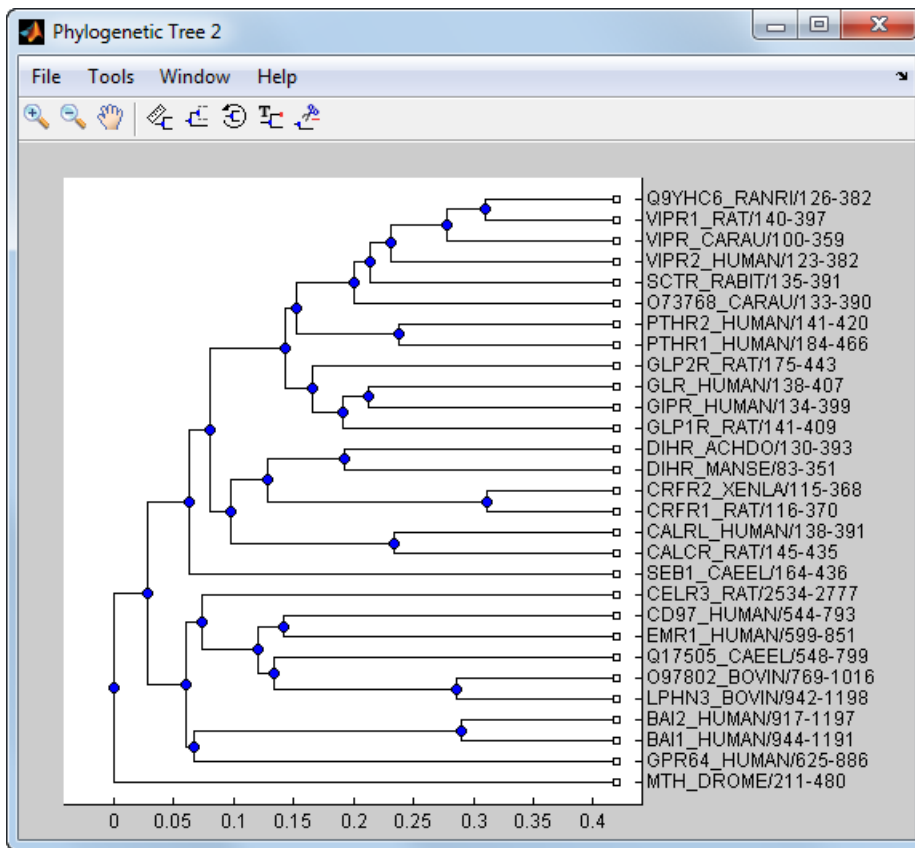 Phylogenetic Tree 2
File Tools Window Help
Q9YHC6_RANRI/126-382
VIPR1_RAT/140-397
VIPR_CARAU/100-359
VIPR2_HUMAN/123-382
SCTR_RABIT/135-391
O73768_CARAU/133-390
PTHR2_HUMAN/141-420
PTHR1_HUMAN/184-466
GLP2R_RAT/175-443
GLR_HUMAN/138-407
GIPR_HUMAN/134-399
GLP1R_RAT/141-409
DIHR_ACHDO/130-393
DIHR_MANSE/83-351
CRFR2_XENLA/115-368
CRFR1_RAT/116-370
CALRL_HUMAN/138-391
CALCR_RAT/145-435
SEB1_CAEEL/164-436
CELR3_RAT/2534-2777
CD97_HUMAN/544-793
EMR1_HUMAN/599-851
Q17505_CAEEL/548-799
O97802_BOVIN/769-1016
LPHN3_BOVIN/942-1198
BAI2_HUMAN/917-1197
BAI1_HUMAN/944-1191
GPR64_HUMAN/625-886
MTH_DROME/211-480
0 0.05 0.1 0.15 0.2 0.25 0.3 0.35 0.4